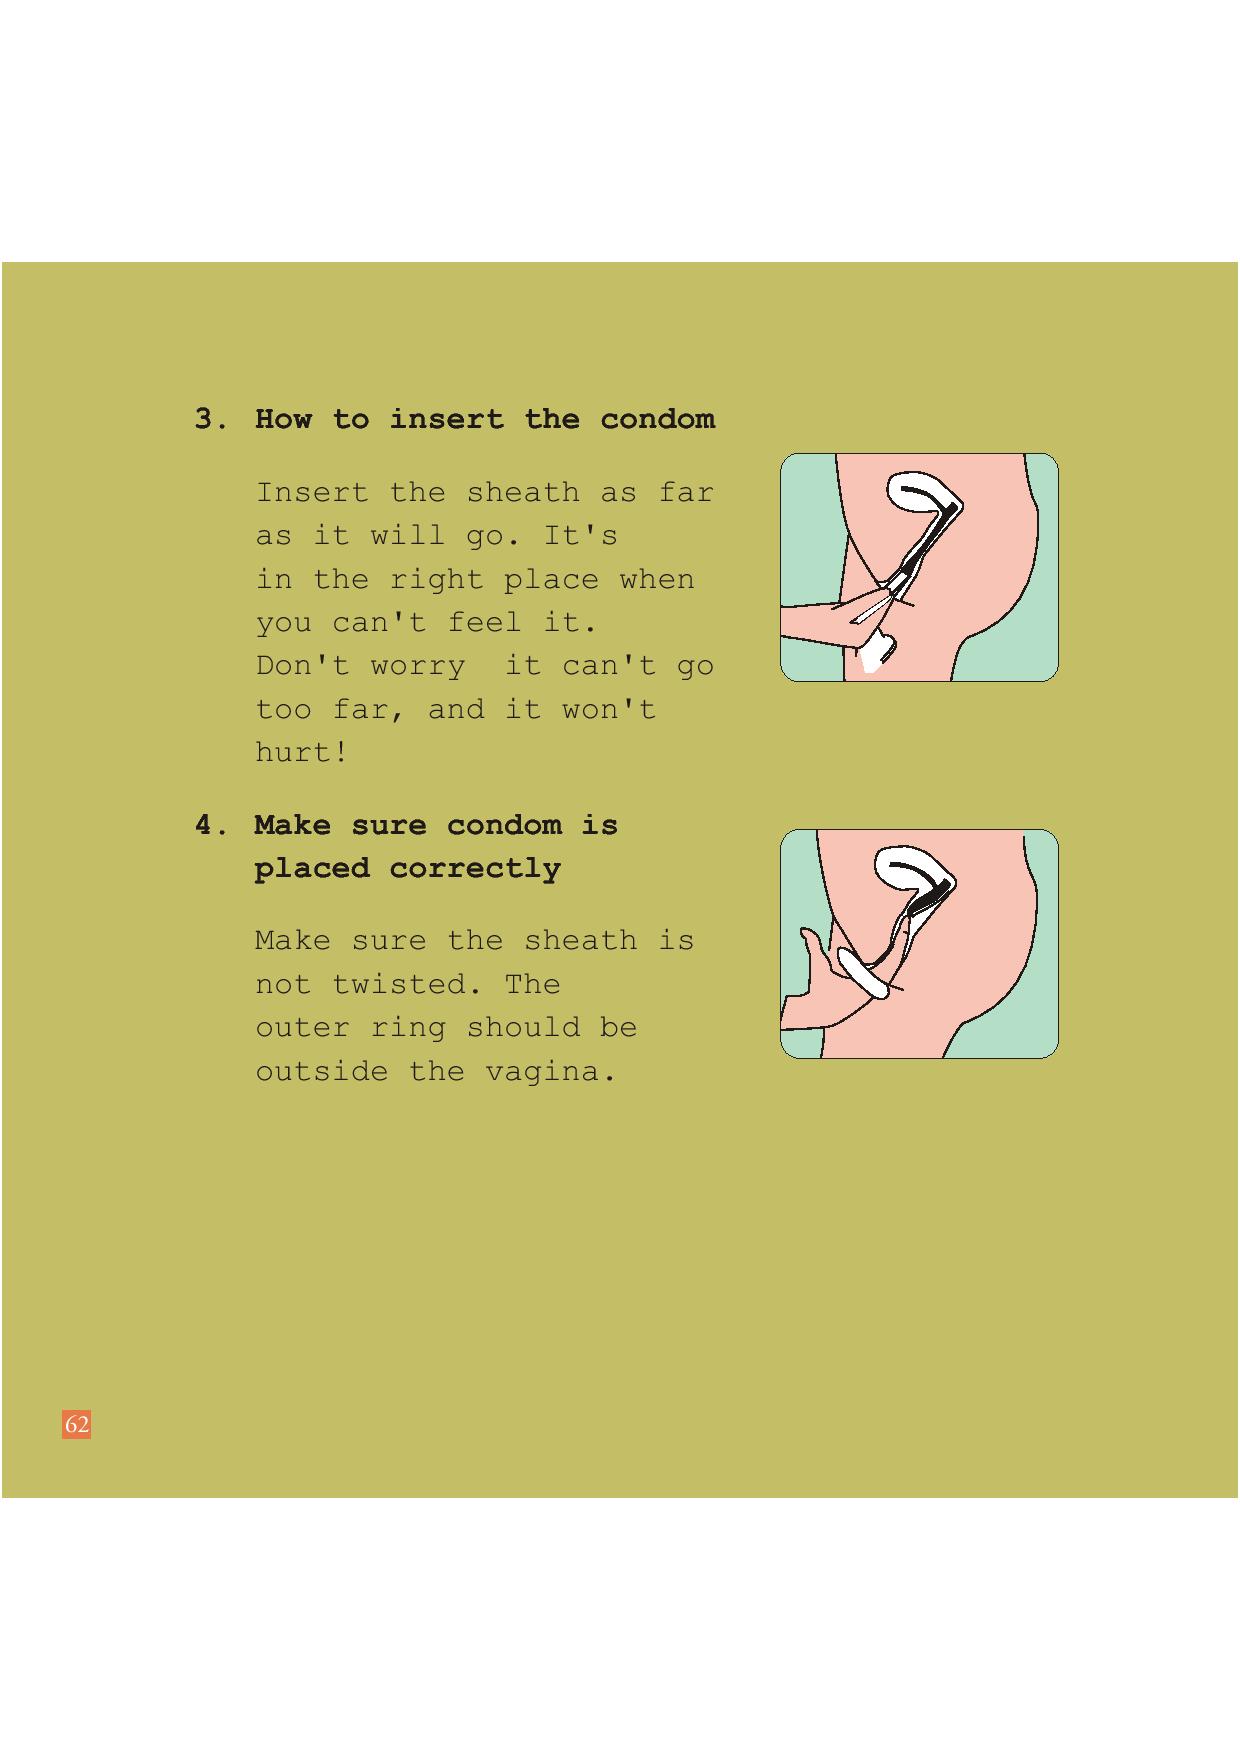 3. How to insert the condom
Insert the sheath as far
as it will go. It's
in the right place when
you can't feel it.
Don't worry  it can't go
too far, and it won't
hurt!
4. Make sure condom is
placed correctly
Make sure the sheath is
not twisted. The
outer ring should be
outside the vagina.
62